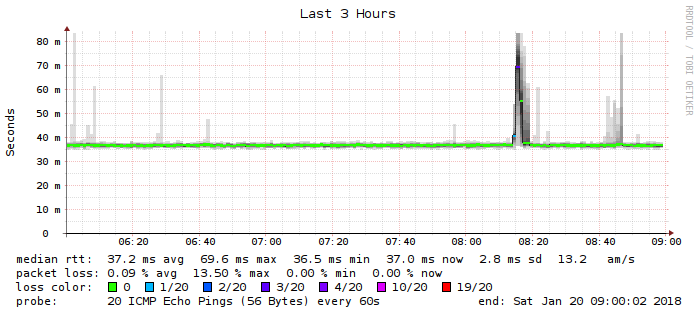 Last 3 Hours
RRDTOOL / TOBI OETIKER
Seconds
80 m
70 m
60 m
50 m
40 m
30 m
20 m
10 m
0
06:20 06:40 07:00 07:20 07:40 08:00 08:20 08:40 09:00
median rtt: 37.2 ms avg 69.6 ms max 36.5 ms min 37.0 ms now 2.8 ms sd 13.2 am/s
packet loss: 0.09 % avg 13.50 % max 0.00 % min 0.00 % now
loss color: 0 1/20 2/20 3/20 4/20 10/20 19/20
probe: 20 ICMP Echo Pings (56 Bytes) every 60s end: Sat Jan 20 09:00:02 2018